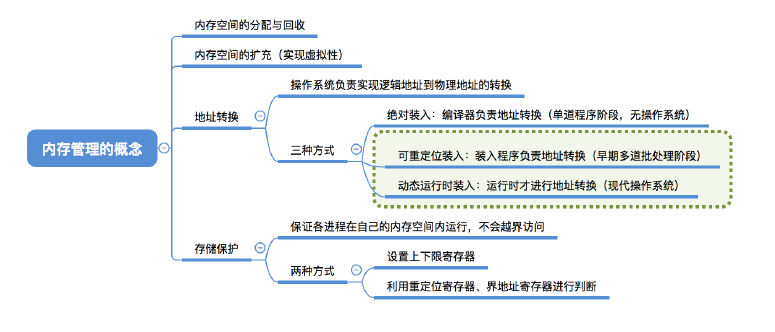 内存管理的概念
内存空间的分配与回收
内存空间的扩充（实现虚拟性）
地址转换
操作系统负责实现逻辑地址到物理地址的转换
三种方式
绝对装入：编译器负责地址转换（单道程序阶段，无操作系统）
可重定位装入：装入程序负责地址转换（早期多道批处理阶段）
动态运行时装入：运行时才进行地址转换（现代操作系统）
存储保护
保证各进程在自己的内存空间内运行，不会越界访问
两种方式
设置上下限寄存器
利用重定位寄存器、界地址寄存器进行判断